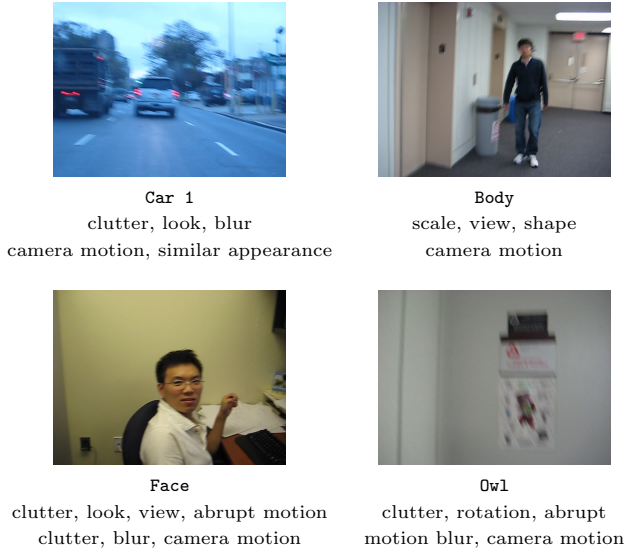 Car 1
clutter, look, blur
camera motion, similar appearance
Body
scale, view, shape
camera motion
Face
clutter, look, view, abrupt motion
clutter, blur, camera motion
Owl
clutter, rotation, abrupt
motion blur, camera motion